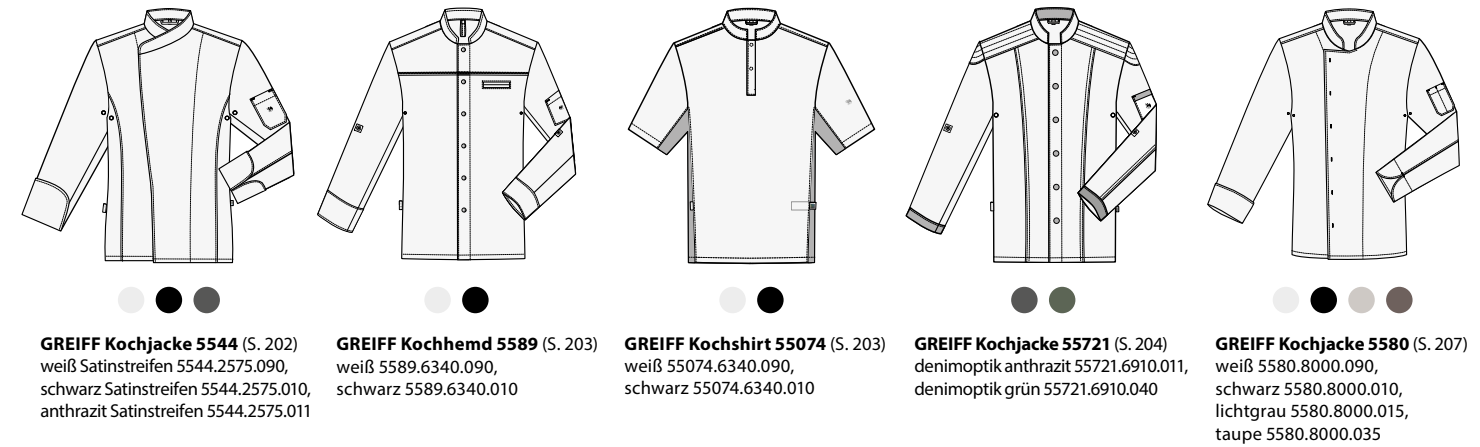 GREIFF Kochjacke 5544 (S. 202)
weiß Satinstreifen 5544.2575.090,
schwarz Satinstreifen 5544.2575.010,
anthrazit Satinstreifen 5544.2575.011
GREIFF Kochhemd 5589 (S. 203)
weiß 5589.6340.090,
schwarz 5589.6340.010
GREIFF Kochshirt 55074 (S. 203)
weiß 55074.6340.090,
schwarz 55074.6340.010
GREIFF Kochjacke 55721 (S. 204)
denimoptik anthrazit 55721.6910.011,
denimoptik grün 55721.6910.040
GREIFF Kochjacke 5580 (S. 207)
weiß 5580.8000.090,
schwarz 5580.8000.010,
lichtgrau 5580.8000.015,
taupe 5580.8000.035